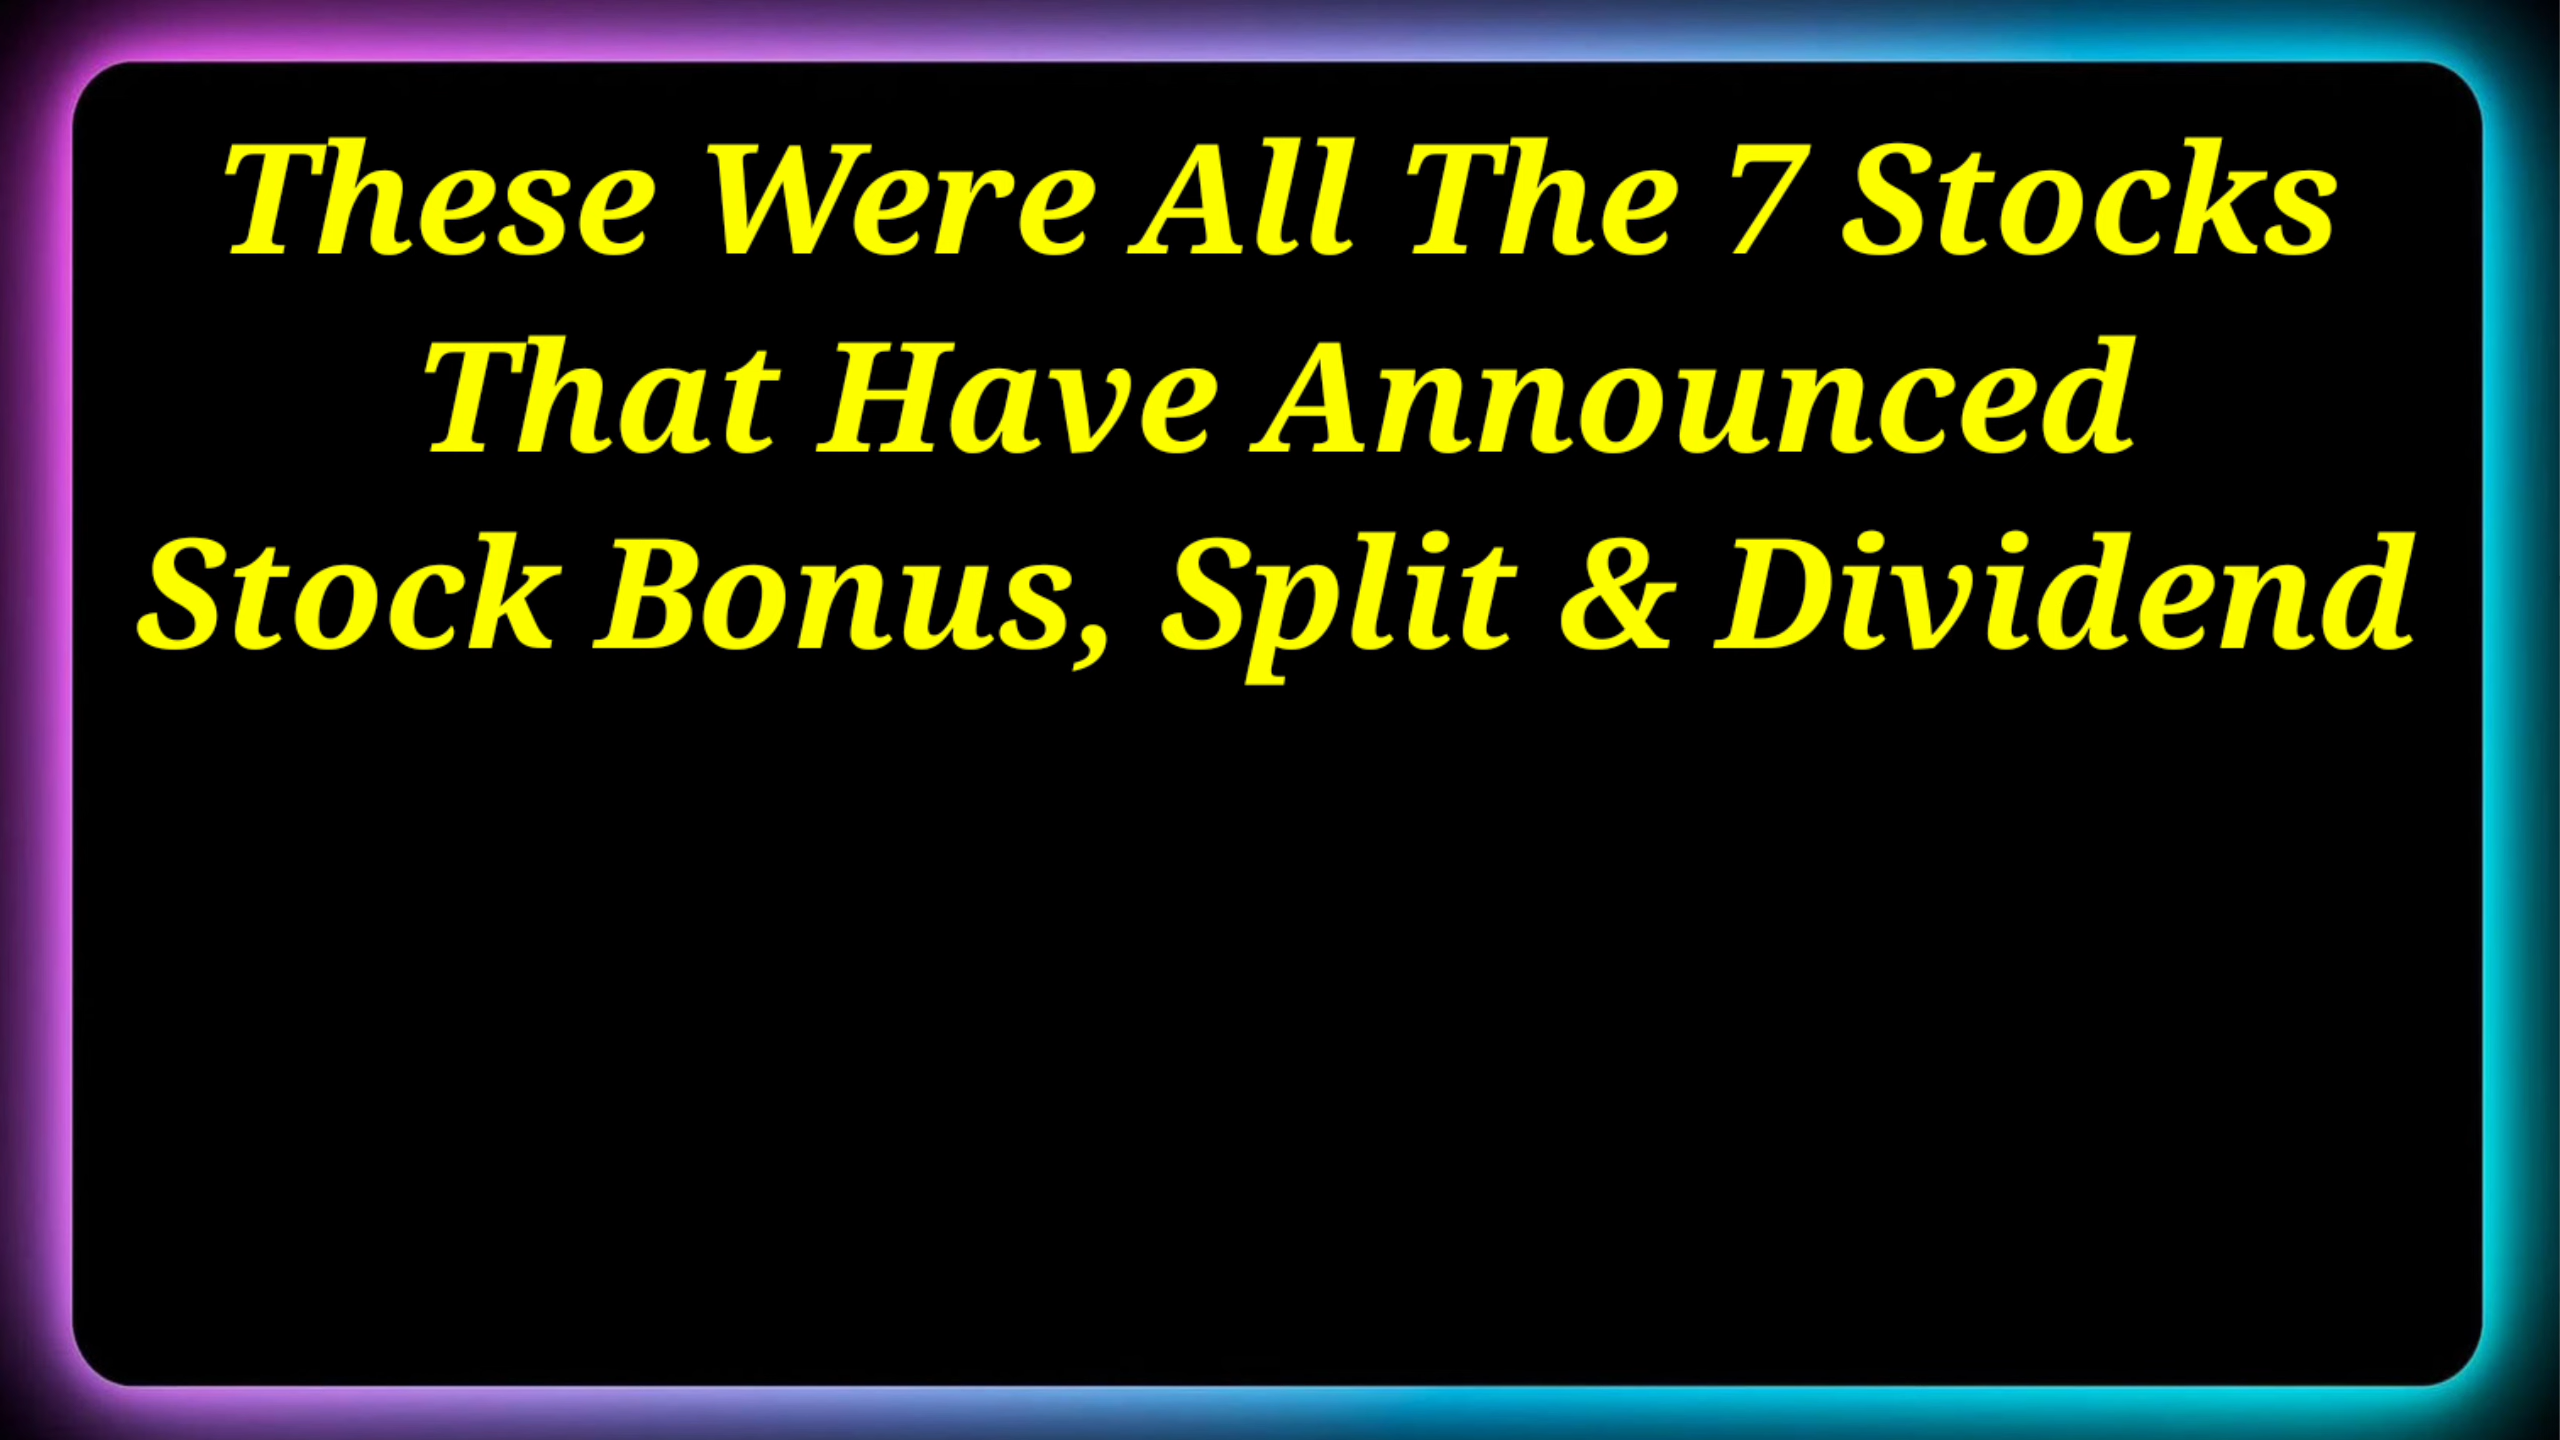 These Were All The 7 Stocks
That Have Announced
Stock Bonus, Split & Dividend